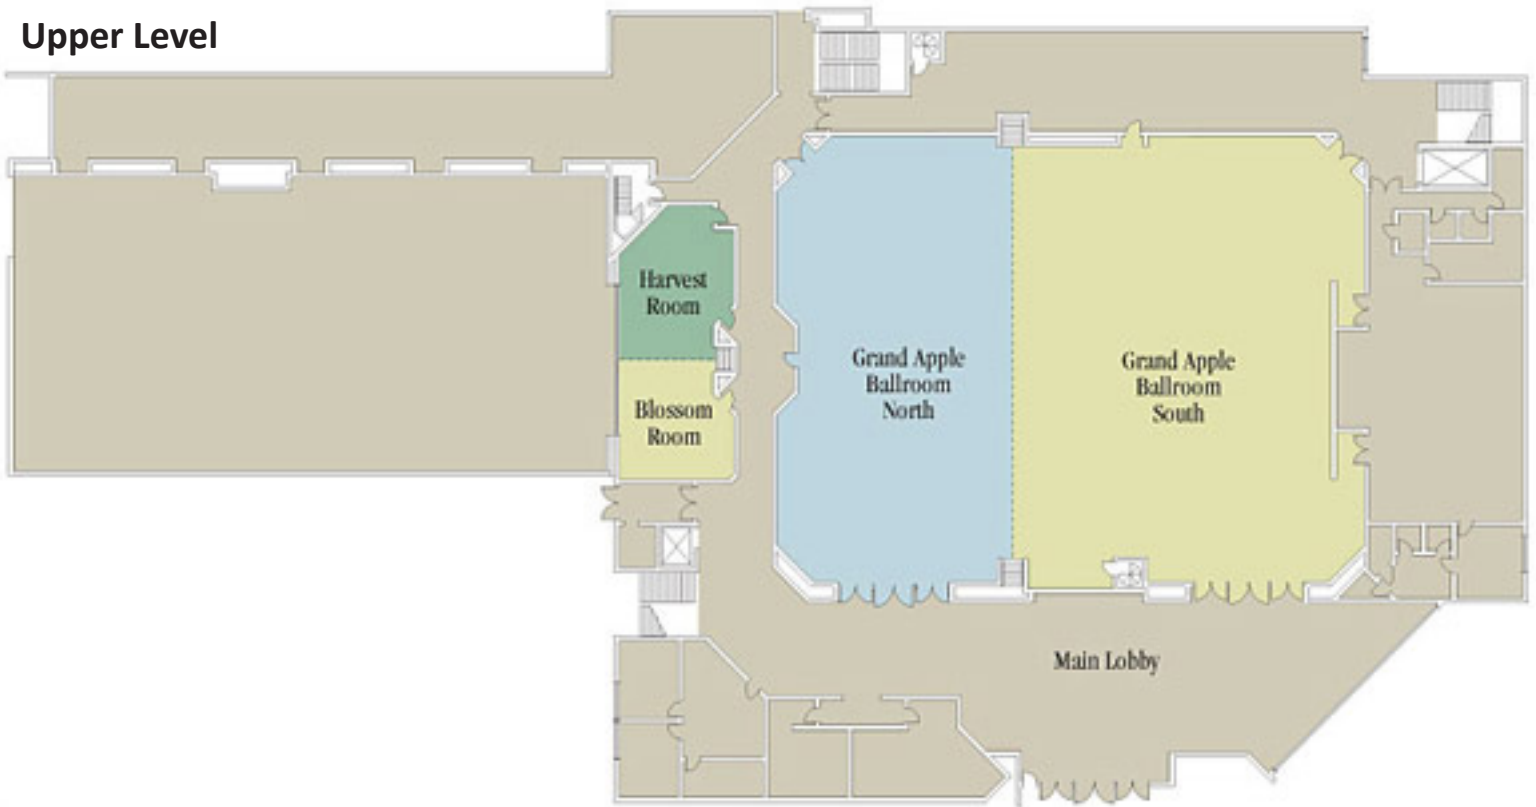 Upper Level
Harvest
Room
Blossom
Room
Grand Apple
Ballroom
North
Grand Apple
Ballroom
South
Main Lobby